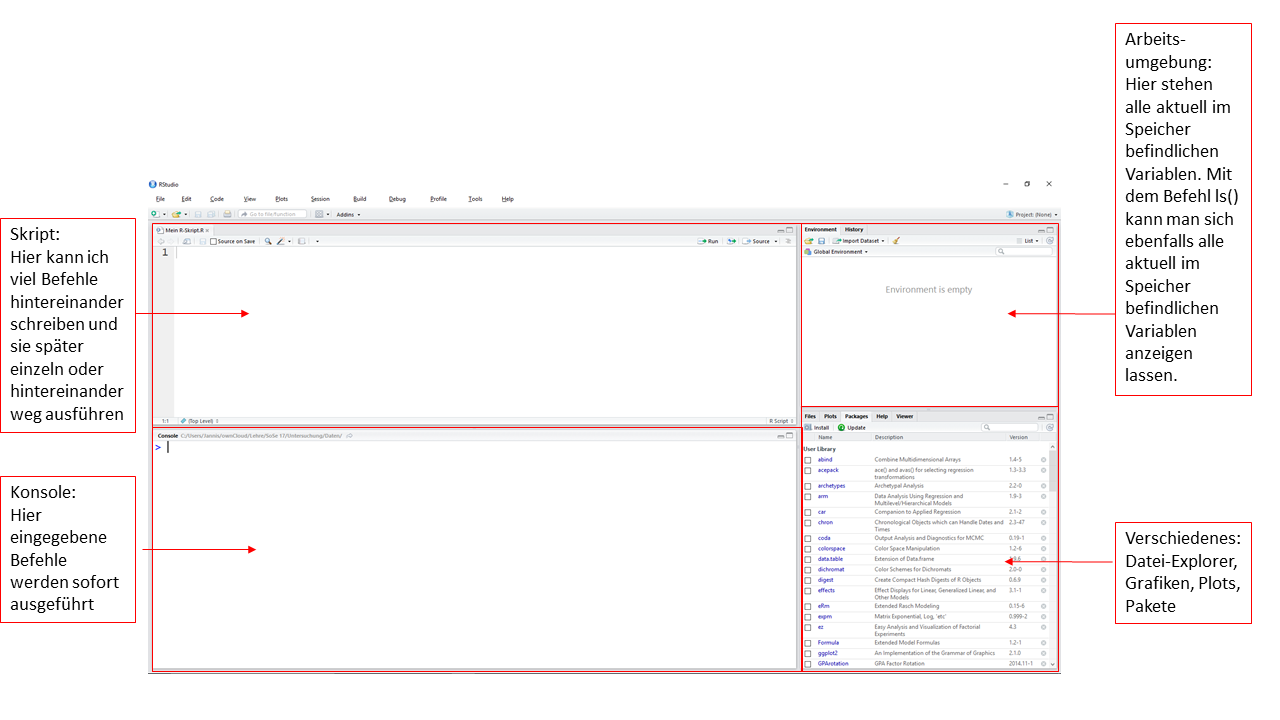 Arbeits-
umgebung:
Hier stehen
alle aktuell im
Speicher
befindlichen
Variablen. Mit
dem Befehl ls()
kann man sich
ebenfalls alle
aktuell im
Speicher
befindlichen
Variablen
anzeigen
lassen.
Skript:
Hier kann ich
viel Befehle
hintereinander
schreiben und
sie später
einzeln oder
hintereinander
weg ausführen
Konsole:
Hier
eingegebene
Befehle
werden sofort
ausgeführt
RStudio
File Edit Code View Plots Session Build Debug Profile Tools Help
Go to file/function Addins Project: (None)
Mein R-Skript.R
Source on Save Run Source
1
1:1 (Top Level) R Script
Console C:/Users/Jannis/ownCloud/Lehre/SoSe 17/Untersuchung/Daten/
>
Environment History
Import Dataset List
Global Environment
Environment is empty
Files Plots Packages Help Viewer
Install Update
Name Description Version
User Library
abind Combine Multidimensional Arrays 1.4-5
acepack ace() and avas() for selecting regression 1.3-3.3
transformations
archetypes Archetypal Analysis 2.2-0
arm Data Analysis Using Regression and 1.9-3
Multilevel/Hierarchical Models
car Companion to Applied Regression 2.1-2
chron Chronological Objects which can Handle Dates and 2.3-47
Times
coda Output Analysis and Diagnostics for MCMC 0.19-1
colorspace Color Space Manipulation 1.2-6
data.table Extension of Data.frame
dichromat Color Schemes for Dichromats 2.0-0
digest Create Compact Hash Digests of R Objects 0.6.9
effects Effect Displays for Linear, Generalized Linear, and 3.1-1
Other Models
eRm Extended Rasch Modeling 0.15-6
expm Matrix Exponential, Log, 'etc' 0.999-2
ez Easy Analysis and Visualization of Factorial 4.3
Experiments
Formula Extended Model Formulas 1.2-1
ggplot2 An Implementation of the Grammar of Graphics 2.1.0
GPArotation GPA Factor Rotation 2014.11-1
Verschiedenes:
Datei-Explorer,
Grafiken, Plots,
Pakete